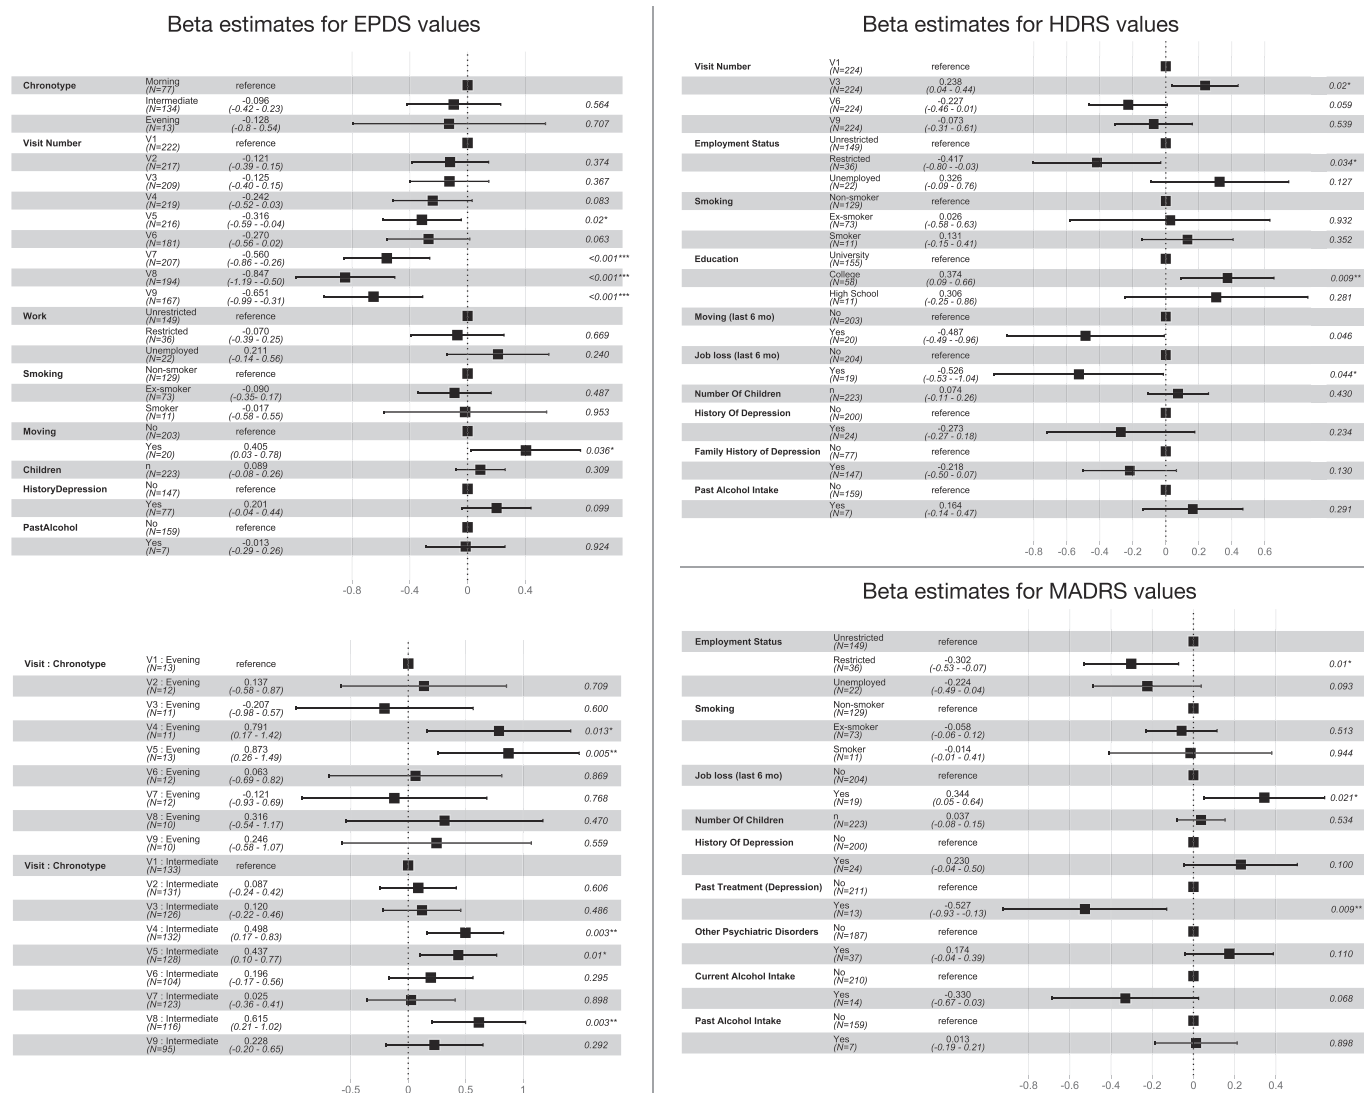 Beta estimates for EPDS values
Chronotype Morning reference
(N=77)
Intermediate -0.096 0.564
(N=134) (-0.42 - 0.23)
Evening -0.128 0.707
(N=13) (-0.8 - 0.54)
Visit Number V1 reference
(N=222)
V2 -0.121 0.374
(N=217) (-0.39 - 0.15)
V3 -0.125 0.367
(N=209) (-0.40 - 0.15)
V4 -0.242 0.083
(N=219) (-0.52 - 0.03)
V5 -0.316 0.02*
(N=216) (-0.59 - -0.04)
V6 -0.270 0.063
(N=181) (-0.56 - 0.02)
V7 -0.560 <0.001***
(N=207) (-0.86 - -0.26)
V8 -0.847 <0.001***
(N=194) (-1.19 - -0.50)
V9 -0.651 <0.001***
(N=167) (-0.99 - -0.31)
Work Unrestricted reference
(N=149)
Restricted -0.070 0.669
(N=36) (-0.39 - 0.25)
Unemployed 0.211 0.240
(N=22) (-0.14 - 0.56)
Smoking Non-smoker reference
(N=129)
Ex-smoker -0.090 0.487
(N=73) (-0.35- 0.17)
Smoker -0.017 0.953
(N=11) (-0.58 - 0.55)
Moving No reference
(N=203)
Yes 0.405 0.036*
(N=20) (0.03 - 0.78)
Children n 0.089 0.309
(N=223) (-0.08 - 0.26)
HistoryDepression No reference
(N=147)
Yes 0.201 0.099
(N=77) (-0.04 - 0.44)
PastAlcohol No reference
(N=159)
Yes -0.013 0.924
(N=7) (-0.29 - 0.26)
-0.8 -0.4 0 0.4
Visit : Chronotype V1 : Evening reference
(N=13)
V2 : Evening 0.137 0.709
(N=12) (-0.58 - 0.87)
V3 : Evening -0.207 0.600
(N=11) (-0.98 - 0.57)
V4 : Evening 0.791 0.013*
(N=11) (0.17 - 1.42)
V5 : Evening 0.873 0.005**
(N=13) (0.26 - 1.49)
V6 : Evening 0.063 0.869
(N=12) (-0.69 - 0.82)
V7 : Evening -0.121 0.768
(N=12) (-0.93 - 0.69)
V8 : Evening 0.316 0.470
(N=10) (-0.54 - 1.17)
V9 : Evening 0.246 0.559
(N=10) (-0.58 - 1.07)
Visit : Chronotype V1 : Intermediate reference
(N=133)
V2 : Intermediate 0.087 0.606
(N=131) (-0.24 - 0.42)
V3 : Intermediate 0.120 0.486
(N=126) (-0.22 - 0.46)
V4 : Intermediate 0.498 0.003**
(N=132) (0.17 - 0.83)
V5 : Intermediate 0.437 0.01*
(N=128) (0.10 - 0.77)
V6 : Intermediate 0.196 0.295
(N=104) (-0.17 - 0.56)
V7 : Intermediate 0.025 0.898
(N=123) (-0.36 - 0.41)
V8 : Intermediate 0.615 0.003**
(N=116) (0.21 - 1.02)
V9 : Intermediate 0.228 0.292
(N=95) (-0.20 - 0.65)
-0.5 0 0.5 1
Beta estimates for HDRS values
Visit Number V1 reference
(N=224)
V3 0.238 0.02*
(N=224) (0.04 - 0.44)
V6 -0.227 0.059
(N=224) (-0.46 - 0.01)
V9 -0.073 0.539
(N=224) (-0.31 - 0.61)
Employment Status Unrestricted reference
(N=149)
Restricted -0.417 0.034*
(N=36) (-0.80 - -0.03)
Unemployed 0.326 0.127
(N=22) (-0.09 - 0.76)
Smoking Non-smoker reference
(N=129)
Ex-smoker 0.026 0.932
(N=73) (-0.58 - 0.63)
Smoker 0.131 0.352
(N=11) (-0.15 - 0.41)
Education University reference
(N=155)
College 0.374 0.009**
(N=58) (0.09 - 0.66)
High School 0.306 0.281
(N=11) (-0.25 - 0.86)
Moving (last 6 mo) No reference
(N=203)
Yes -0.487 0.046
(N=20) (-0.49 - -0.96)
Job loss (last 6 mo) No reference
(N=204)
Yes -0.526 0.044*
(N=19) (-0.53 - -1.04)
Number Of Children n 0.074 0.430
(N=223) (-0.11 - 0.26)
History Of Depression No reference
(N=200)
Yes -0.273 0.234
(N=24) (-0.27 - 0.18)
Family History of Depression No reference
(N=77)
Yes -0.218 0.130
(N=147) (-0.50 - 0.07)
Past Alcohol Intake No reference
(N=159)
Yes 0.164 0.291
(N=7) (-0.14 - 0.47)
-0.8 -0.6 -0.4 -0.2 0 0.2 0.4 0.6
Beta estimates for MADRS values
Employment Status Unrestricted reference
(N=149)
Restricted -0.302 0.01*
(N=36) (-0.53 - -0.07)
Unemployed -0.224 0.093
(N=22) (-0.49 - 0.04)
Smoking Non-smoker reference
(N=129)
Ex-smoker -0.058 0.513
(N=73) (-0.06 - 0.12)
Smoker -0.014 0.944
(N=11) (-0.01 - 0.41)
Job loss (last 6 mo) No reference
(N=204)
Yes 0.344 0.021*
(N=19) (0.05 - 0.64)
Number Of Children n 0.037 0.534
(N=223) (-0.08 - 0.15)
History Of Depression No reference
(N=200)
Yes 0.230 0.100
(N=24) (-0.04 - 0.50)
Past Treatment (Depression) No reference
(N=211)
Yes -0.527 0.009**
(N=13) (-0.93 - -0.13)
Other Psychiatric Disorders No reference
(N=187)
Yes 0.174 0.110
(N=37) (-0.04 - 0.39)
Current Alcohol Intake No reference
(N=210)
Yes -0.330 0.068
(N=14) (-0.67 - 0.03)
Past Alcohol Intake No reference
(N=159)
Yes 0.013 0.898
(N=7) (-0.19 - 0.21)
-0.8 -0.6 -0.4 -0.2 0 0.2 0.4